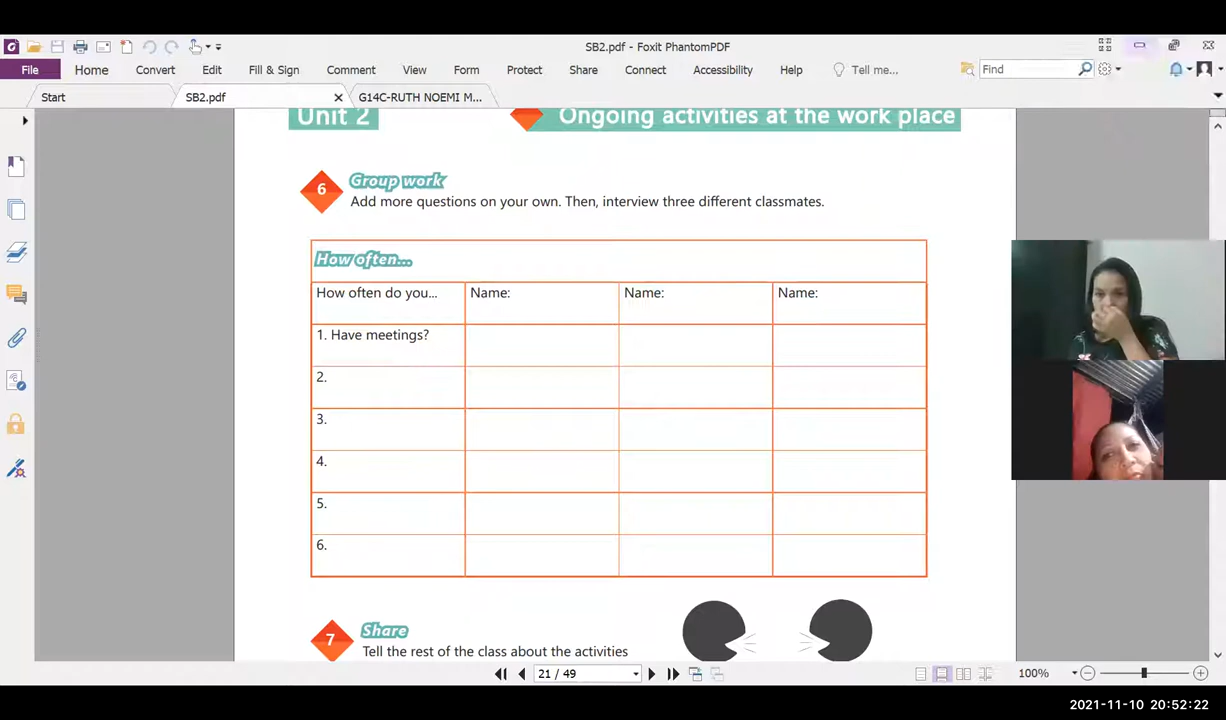 SB2.pdf - Foxit PhantomPDF
File Home Convert Edit Fill & Sign Comment View Form Protect Share Connect Accessibility Help Tell me... Find
Start SB2.pdf G14C-RUTH NOEMI M...
Unit 2 Ongoing activities at the work place
6 Group work
Add more questions on your own. Then, interview three different classmates.
How often...
How often do you... Name: Name: Name:
1. Have meetings?
2.
3.
4.
5.
6.
7 Share
Tell the rest of the class about the activities
21 / 49 100%
2021-11-10 20:52:22